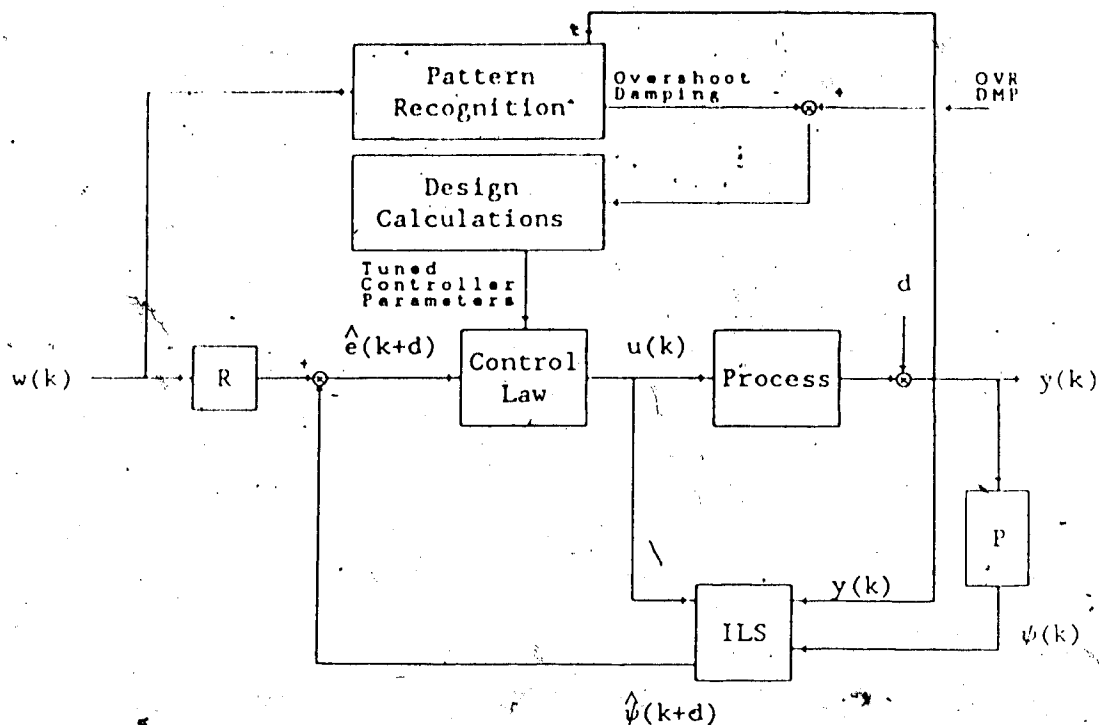 Pattern
Recognition
Overshoot
Damping
+
OVR
DMP
Design
Calculations
Tuned
Controller
Parameters
d
w(k)
R
+
ê(k+d)
Control
Law
u(k)
Process
y(k)
P
y(k)
ILS
ψ(k)
ψ̂(k+d)